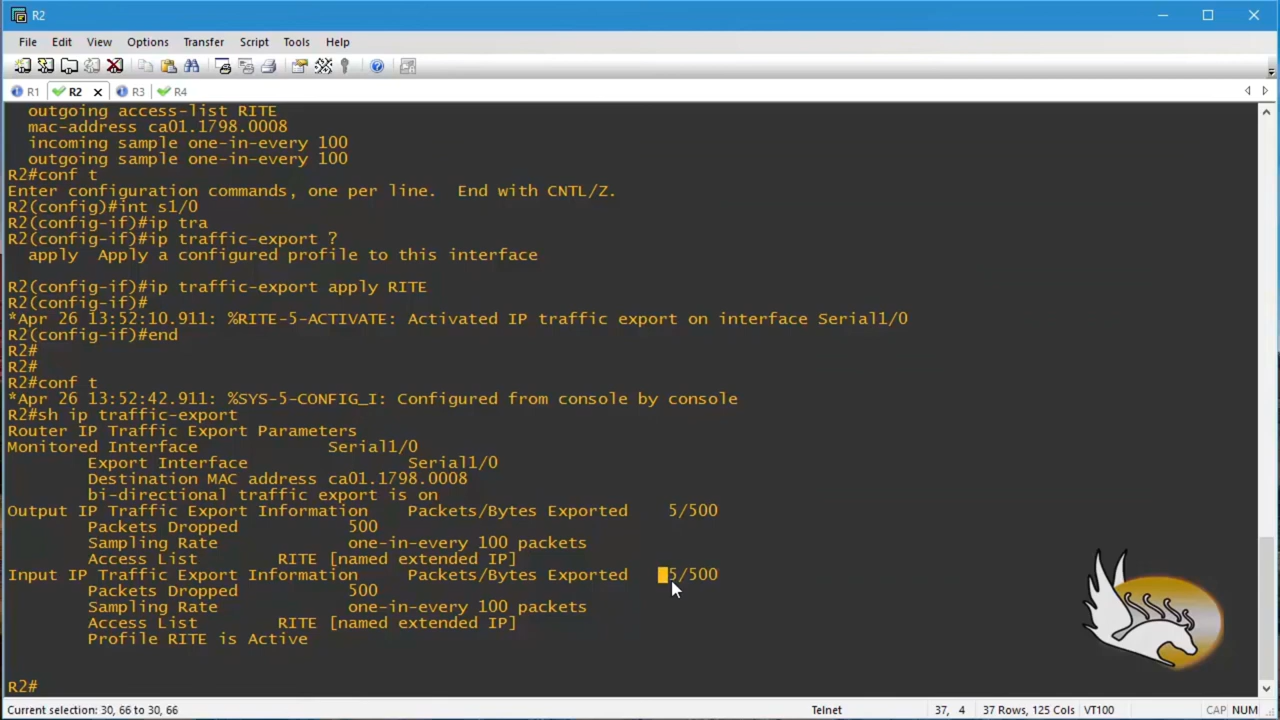 R2
File Edit View Options Transfer Script Tools Help
R1 R2 x R3 R4
outgoing access-list RITE
mac-address ca01.1798.0008
incoming sample one-in-every 100
outgoing sample one-in-every 100
R2#conf t
Enter configuration commands, one per line. End with CNTL/Z.
R2(config)#int s1/0
R2(config-if)#ip tra
R2(config-if)#ip traffic-export ?
apply Apply a configured profile to this interface
R2(config-if)#ip traffic-export apply RITE
R2(config-if)#
*Apr 26 13:52:10.911: %RITE-5-ACTIVATE: Activated IP traffic export on interface Serial1/0
R2(config-if)#end
R2#
R2#
R2#conf t
*Apr 26 13:52:42.911: %SYS-5-CONFIG_I: Configured from console by console
R2#sh ip traffic-export
Router IP Traffic Export Parameters
Monitored Interface Serial1/0
Export Interface Serial1/0
Destination MAC address ca01.1798.0008
bi-directional traffic export is on
Output IP Traffic Export Information Packets/Bytes Exported 5/500
Packets Dropped 500
Sampling Rate one-in-every 100 packets
Access List RITE [named extended IP]
Input IP Traffic Export Information Packets/Bytes Exported 5/500
Packets Dropped 500
Sampling Rate one-in-every 100 packets
Access List RITE [named extended IP]
Profile RITE is Active
R2#
Current selection: 30, 66 to 30, 66 Telnet 37, 4 37 Rows, 125 Cols VT100 CAP NUM